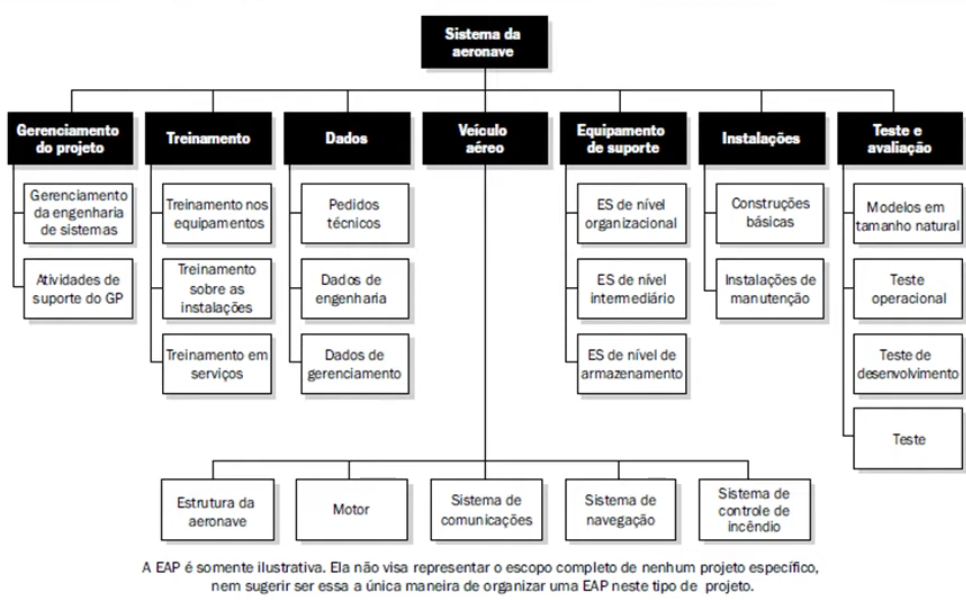 Sistema da
aeronave
Gerenciamento
do projeto
Treinamento
Dados
Veículo
aéreo
Equipamento
de suporte
Instalações
Teste e
avaliação
Gerenciamento
da engenharia
de sistemas
Atividades de
suporte do GP
Treinamento nos
equipamentos
Treinamento
sobre as
instalações
Treinamento em
serviços
Pedidos
técnicos
Dados de
engenharia
Dados de
gerenciamento
ES de nível
organizacional
ES de nível
intermediário
ES de nível de
armazenamento
Construções
básicas
Instalações de
manutenção
Modelos em
tamanho natural
Teste
operacional
Teste de
desenvolvimento
Teste
Estrutura da
aeronave
Motor
Sistema de
comunicações
Sistema de
navegação
Sistema de
controle de
incêndio
A EAP é somente ilustrativa. Ela não visa representar o escopo completo de nenhum projeto específico,
nem sugerir ser essa a única maneira de organizar uma EAP neste tipo de projeto.